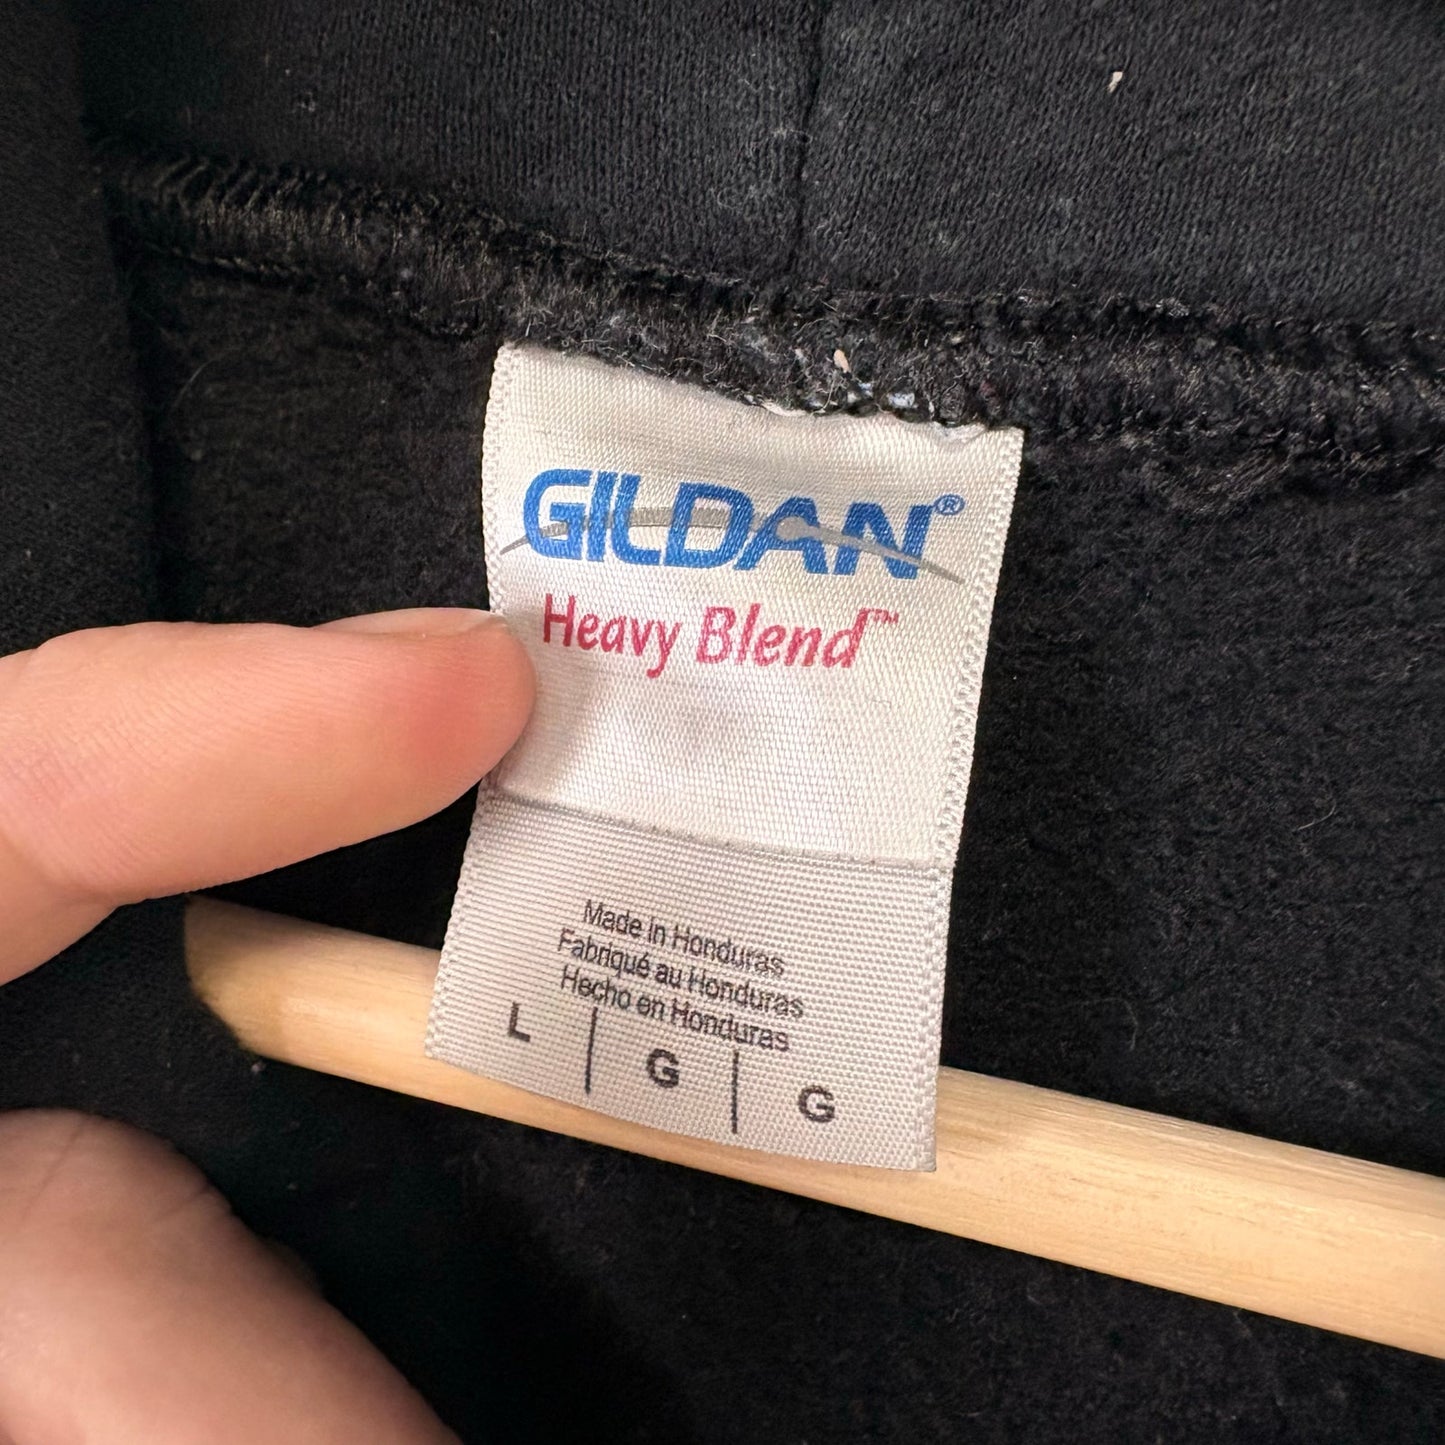 GILDAN®
Heavy Blend™
Made in Honduras
Fabriqué au Honduras
Hecho en Honduras
L | G | G